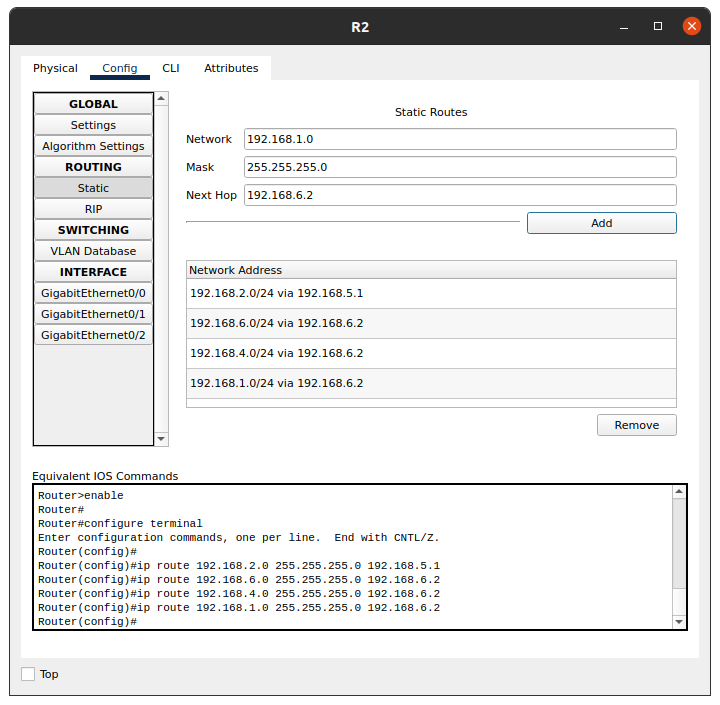 R2
Physical Config CLI Attributes
GLOBAL
Settings
Algorithm Settings
ROUTING
Static
RIP
SWITCHING
VLAN Database
INTERFACE
GigabitEthernet0/0
GigabitEthernet0/1
GigabitEthernet0/2
Static Routes
Network 192.168.1.0
Mask 255.255.255.0
Next Hop 192.168.6.2
Add
Network Address
192.168.2.0/24 via 192.168.5.1
192.168.6.0/24 via 192.168.6.2
192.168.4.0/24 via 192.168.6.2
192.168.1.0/24 via 192.168.6.2
Remove
Equivalent IOS Commands
Router>enable
Router#
Router#configure terminal
Enter configuration commands, one per line.  End with CNTL/Z.
Router(config)#
Router(config)#ip route 192.168.2.0 255.255.255.0 192.168.5.1
Router(config)#ip route 192.168.6.0 255.255.255.0 192.168.6.2
Router(config)#ip route 192.168.4.0 255.255.255.0 192.168.6.2
Router(config)#ip route 192.168.1.0 255.255.255.0 192.168.6.2
Router(config)#
Top